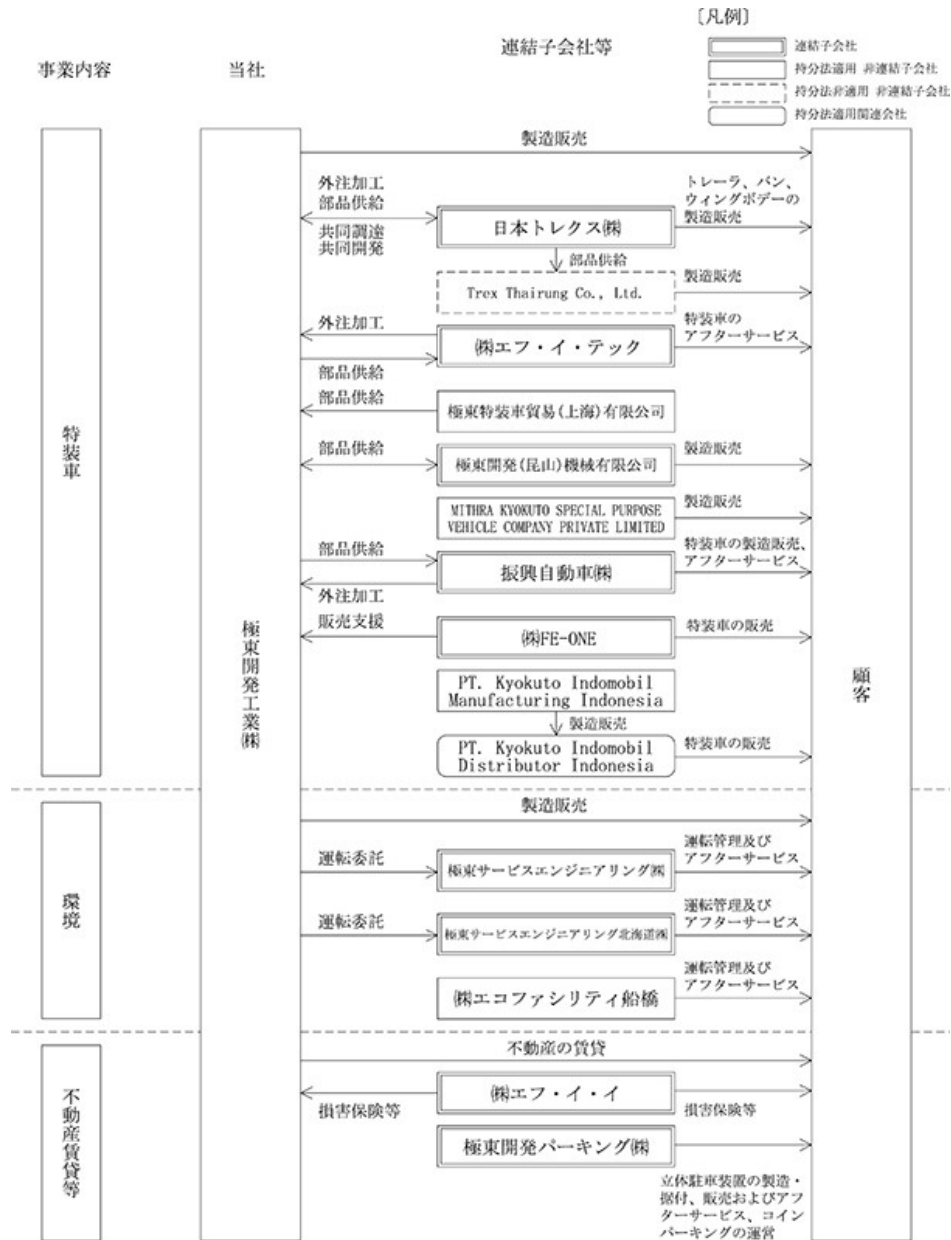 〔凡例〕
連結子会社
持分法適用 非連結子会社
持分法非適用 非連結子会社
持分法適用関連会社
事業内容
当社
連結子会社等
特装車
環境
不動産賃貸等
極東開発工業㈱
顧客
製造販売
外注加工
部品供給
共同調達
共同開発
日本トレクス㈱
トレーラ、バン、
ウィングボデーの
製造販売
部品供給
Trex Thairung Co., Ltd.
製造販売
外注加工
部品供給
㈱エフ・イ・テック
特装車の
アフターサービス
部品供給
極東特装車貿易(上海)有限公司
部品供給
極東開発(昆山)機械有限公司
製造販売
MITHRA KYOKUTO SPECIAL PURPOSE
VEHICLE COMPANY PRIVATE LIMITED
製造販売
部品供給
外注加工
振興自動車㈱
特装車の製造販売、
アフターサービス
販売支援
㈱FE-ONE
特装車の販売
PT. Kyokuto Indomobil
Manufacturing Indonesia
製造販売
PT. Kyokuto Indomobil
Distributor Indonesia
特装車の販売
製造販売
運転委託
極東サービスエンジニアリング㈱
運転管理及び
アフターサービス
運転委託
極東サービスエンジニアリング北海道㈱
運転管理及び
アフターサービス
㈱エコファシリティ船橋
運転管理及び
アフターサービス
不動産の賃貸
㈱エフ・イ・イ
損害保険等
損害保険等
極東開発パーキング㈱
立体駐車装置の製造・
据付、販売およびアフ
ターサービス、コイン
パーキングの運営